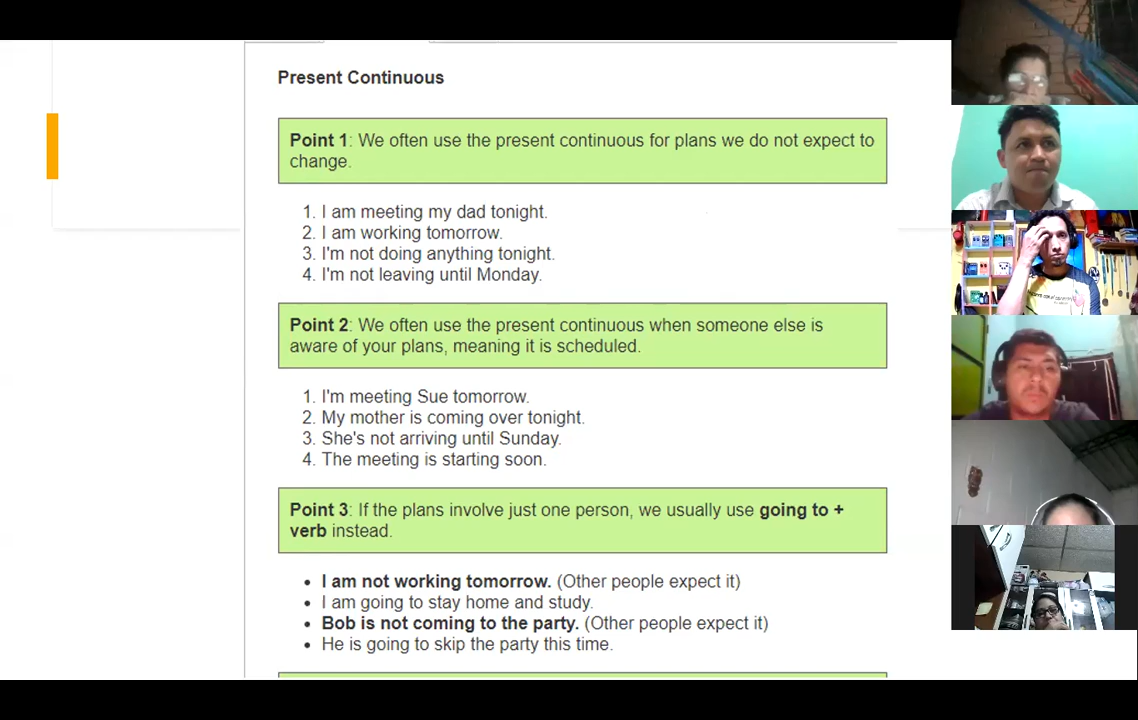 Present Continuous
Point 1: We often use the present continuous for plans we do not expect to
change.
1. I am meeting my dad tonight.
2. I am working tomorrow.
3. I'm not doing anything tonight.
4. I'm not leaving until Monday.
Point 2: We often use the present continuous when someone else is
aware of your plans, meaning it is scheduled.
1. I'm meeting Sue tomorrow.
2. My mother is coming over tonight.
3. She's not arriving until Sunday.
4. The meeting is starting soon.
Point 3: If the plans involve just one person, we usually use going to +
verb instead.
• I am not working tomorrow. (Other people expect it)
• I am going to stay home and study.
• Bob is not coming to the party. (Other people expect it)
• He is going to skip the party this time.